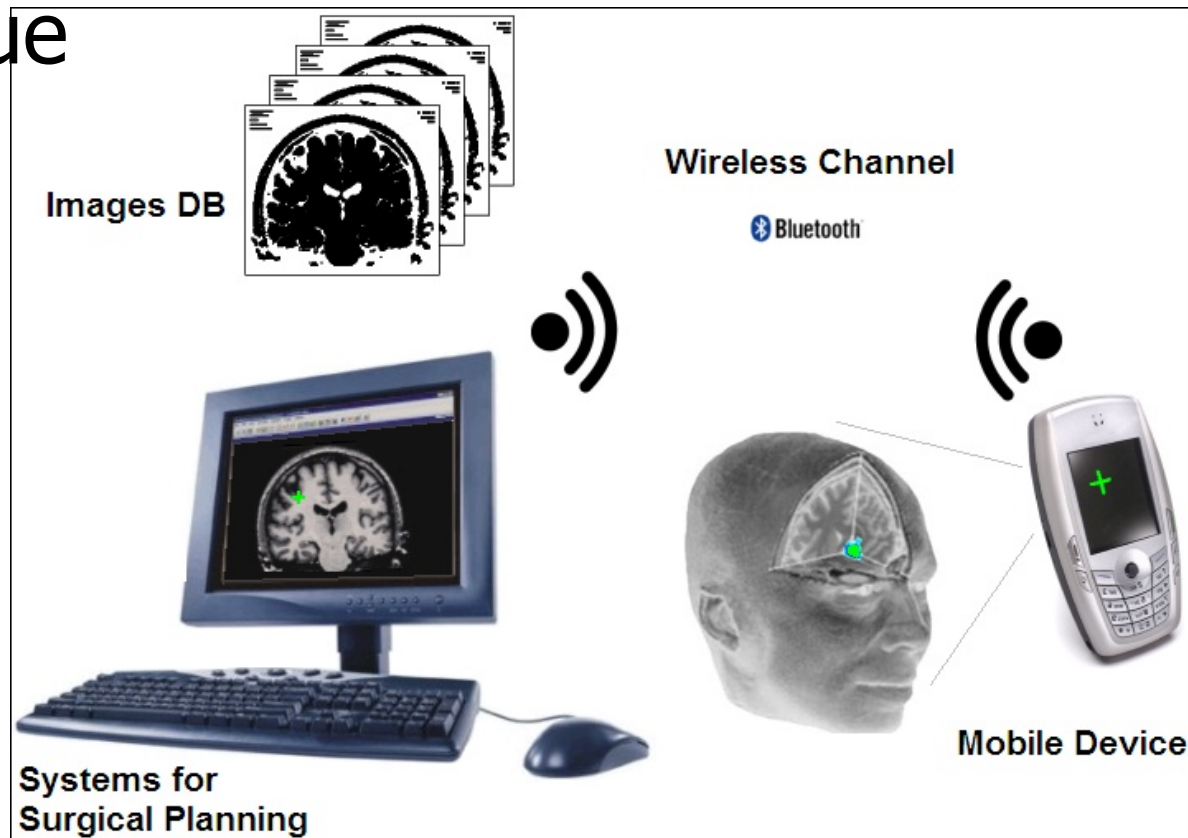 ue
Images DB
Wireless Channel
Bluetooth
Mobile Device
Systems for
Surgical Planning